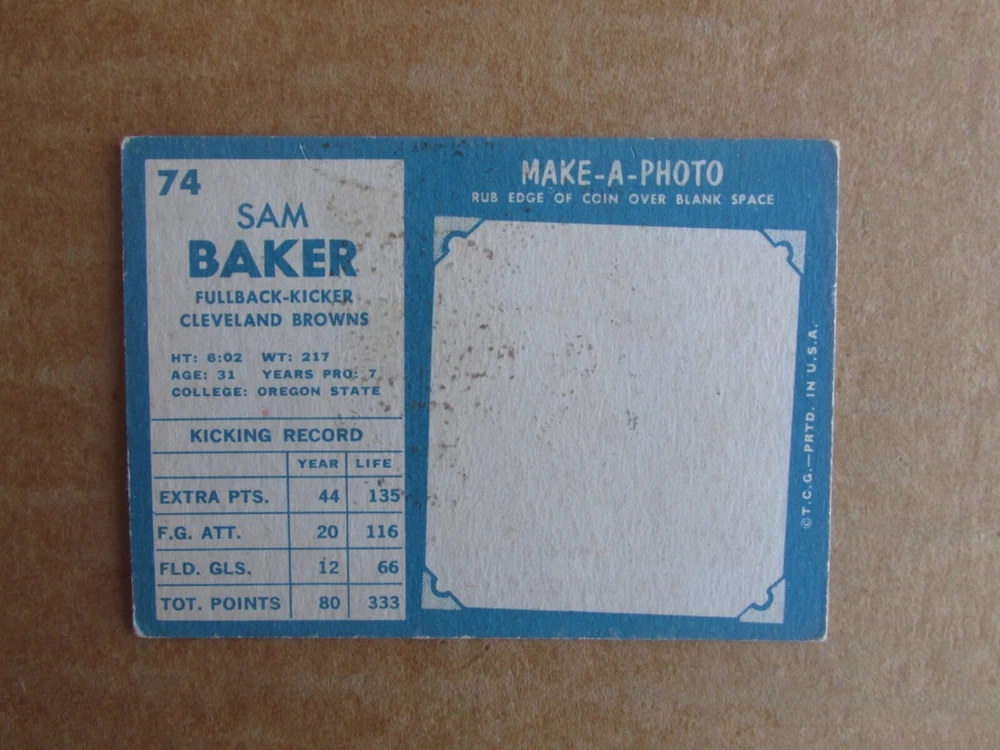 74
SAM
BAKER
FULLBACK-KICKER
CLEVELAND BROWNS
HT: 6:02 WT: 217
AGE: 31 YEARS PRO: 7
COLLEGE: OREGON STATE
KICKING RECORD
YEAR LIFE
EXTRA PTS. 44 135
F.G. ATT. 20 116
FLD. GLS. 12 66
TOT. POINTS 80 333
MAKE-A-PHOTO
RUB EDGE OF COIN OVER BLANK SPACE
©T.C.G.—PRTD. IN U.S.A.